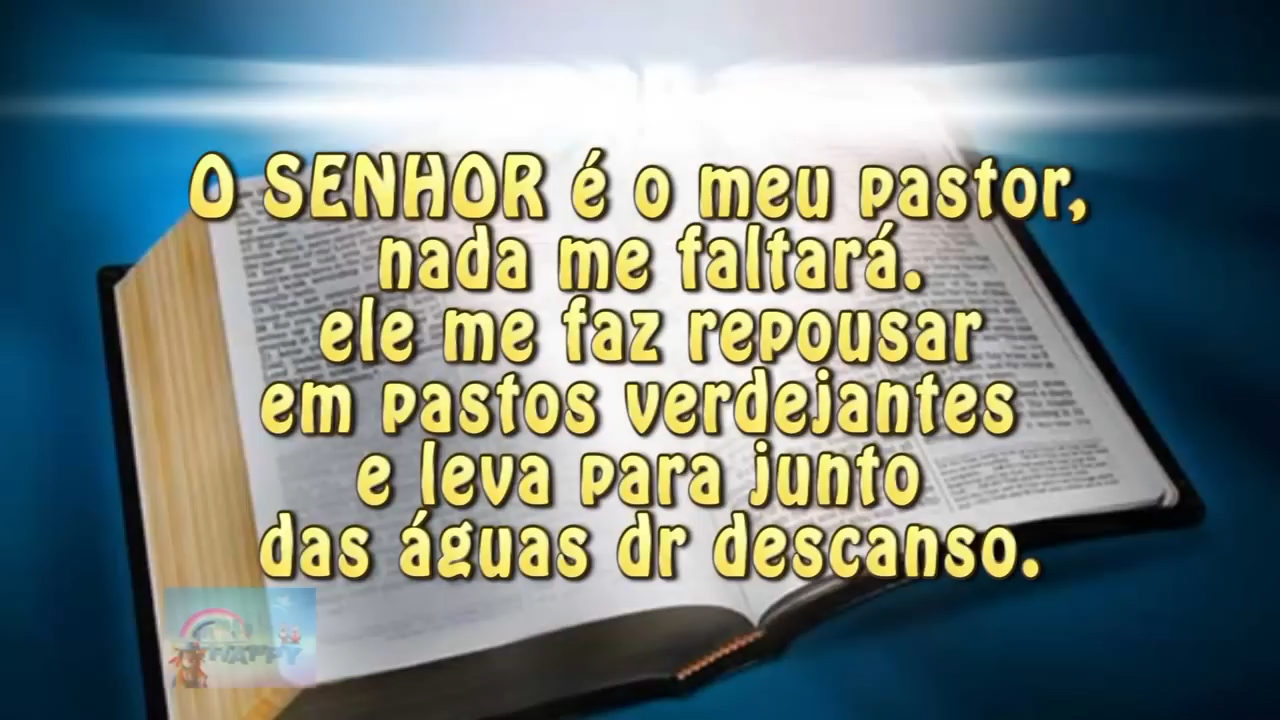 O SENHOR é o meu pastor,
nada me faltará.
ele me faz repousar
em pastos verdejantes
e leva para junto
das águas dr descanso.
HAPPY